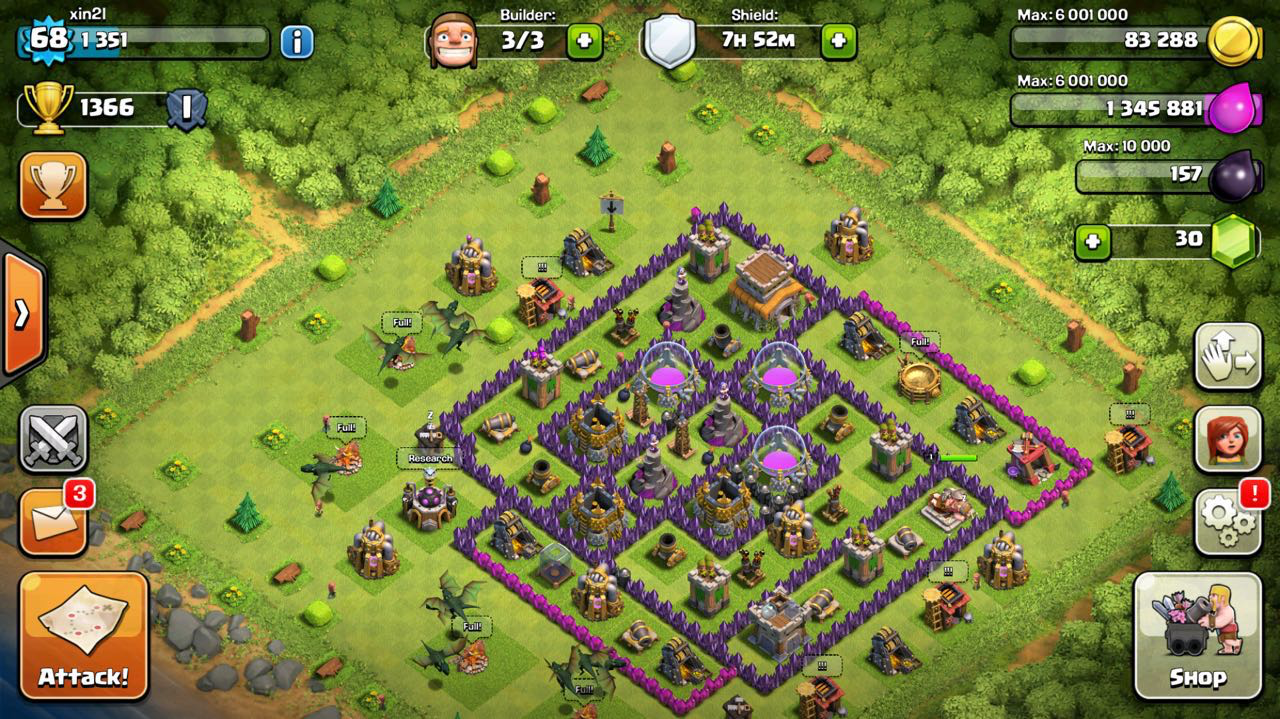 xin21
68
1 351
i
Builder:
3/3
Shield:
7h 52m
Max: 6 001 000
83 288
Max: 6 001 000
1 345 881
Max: 10 000
157
30
1366
I
!!!
Full!
Full!
!!!
Full!
z
Research
1
3
!
!!!
Full!
!!!
Full!
Attack!
Shop